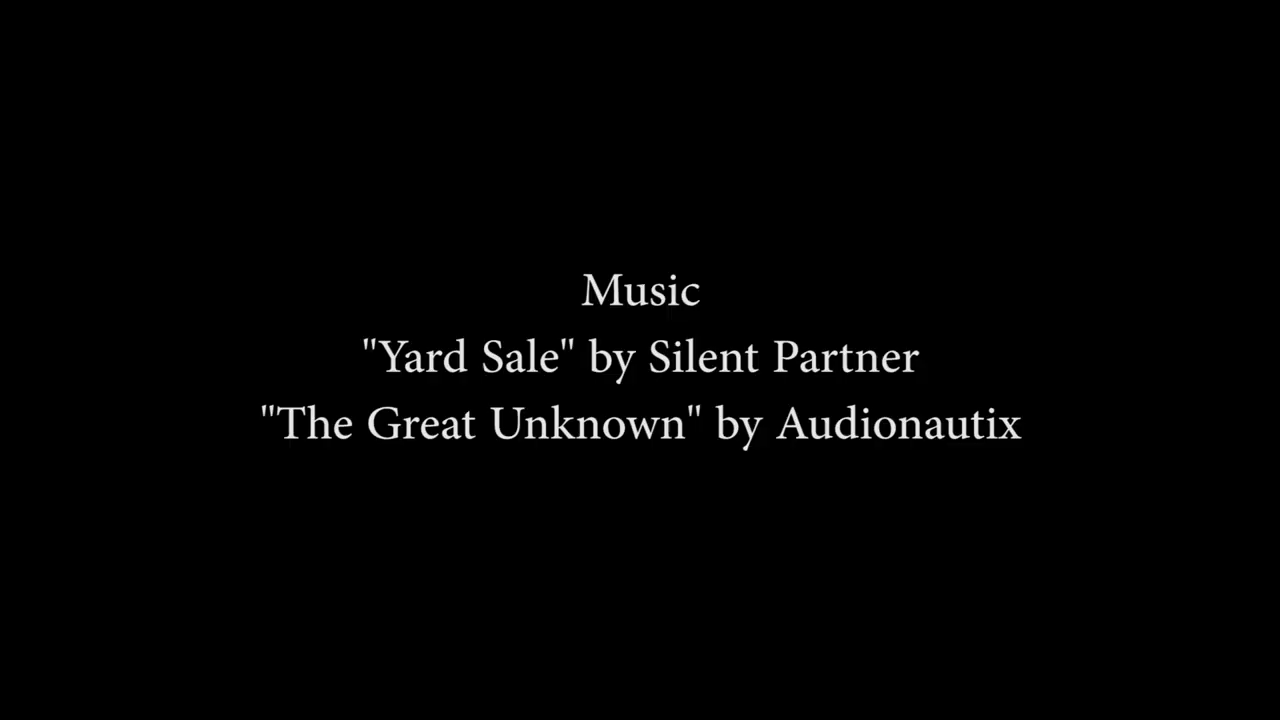 Music
"Yard Sale" by Silent Partner
"The Great Unknown" by Audionautix